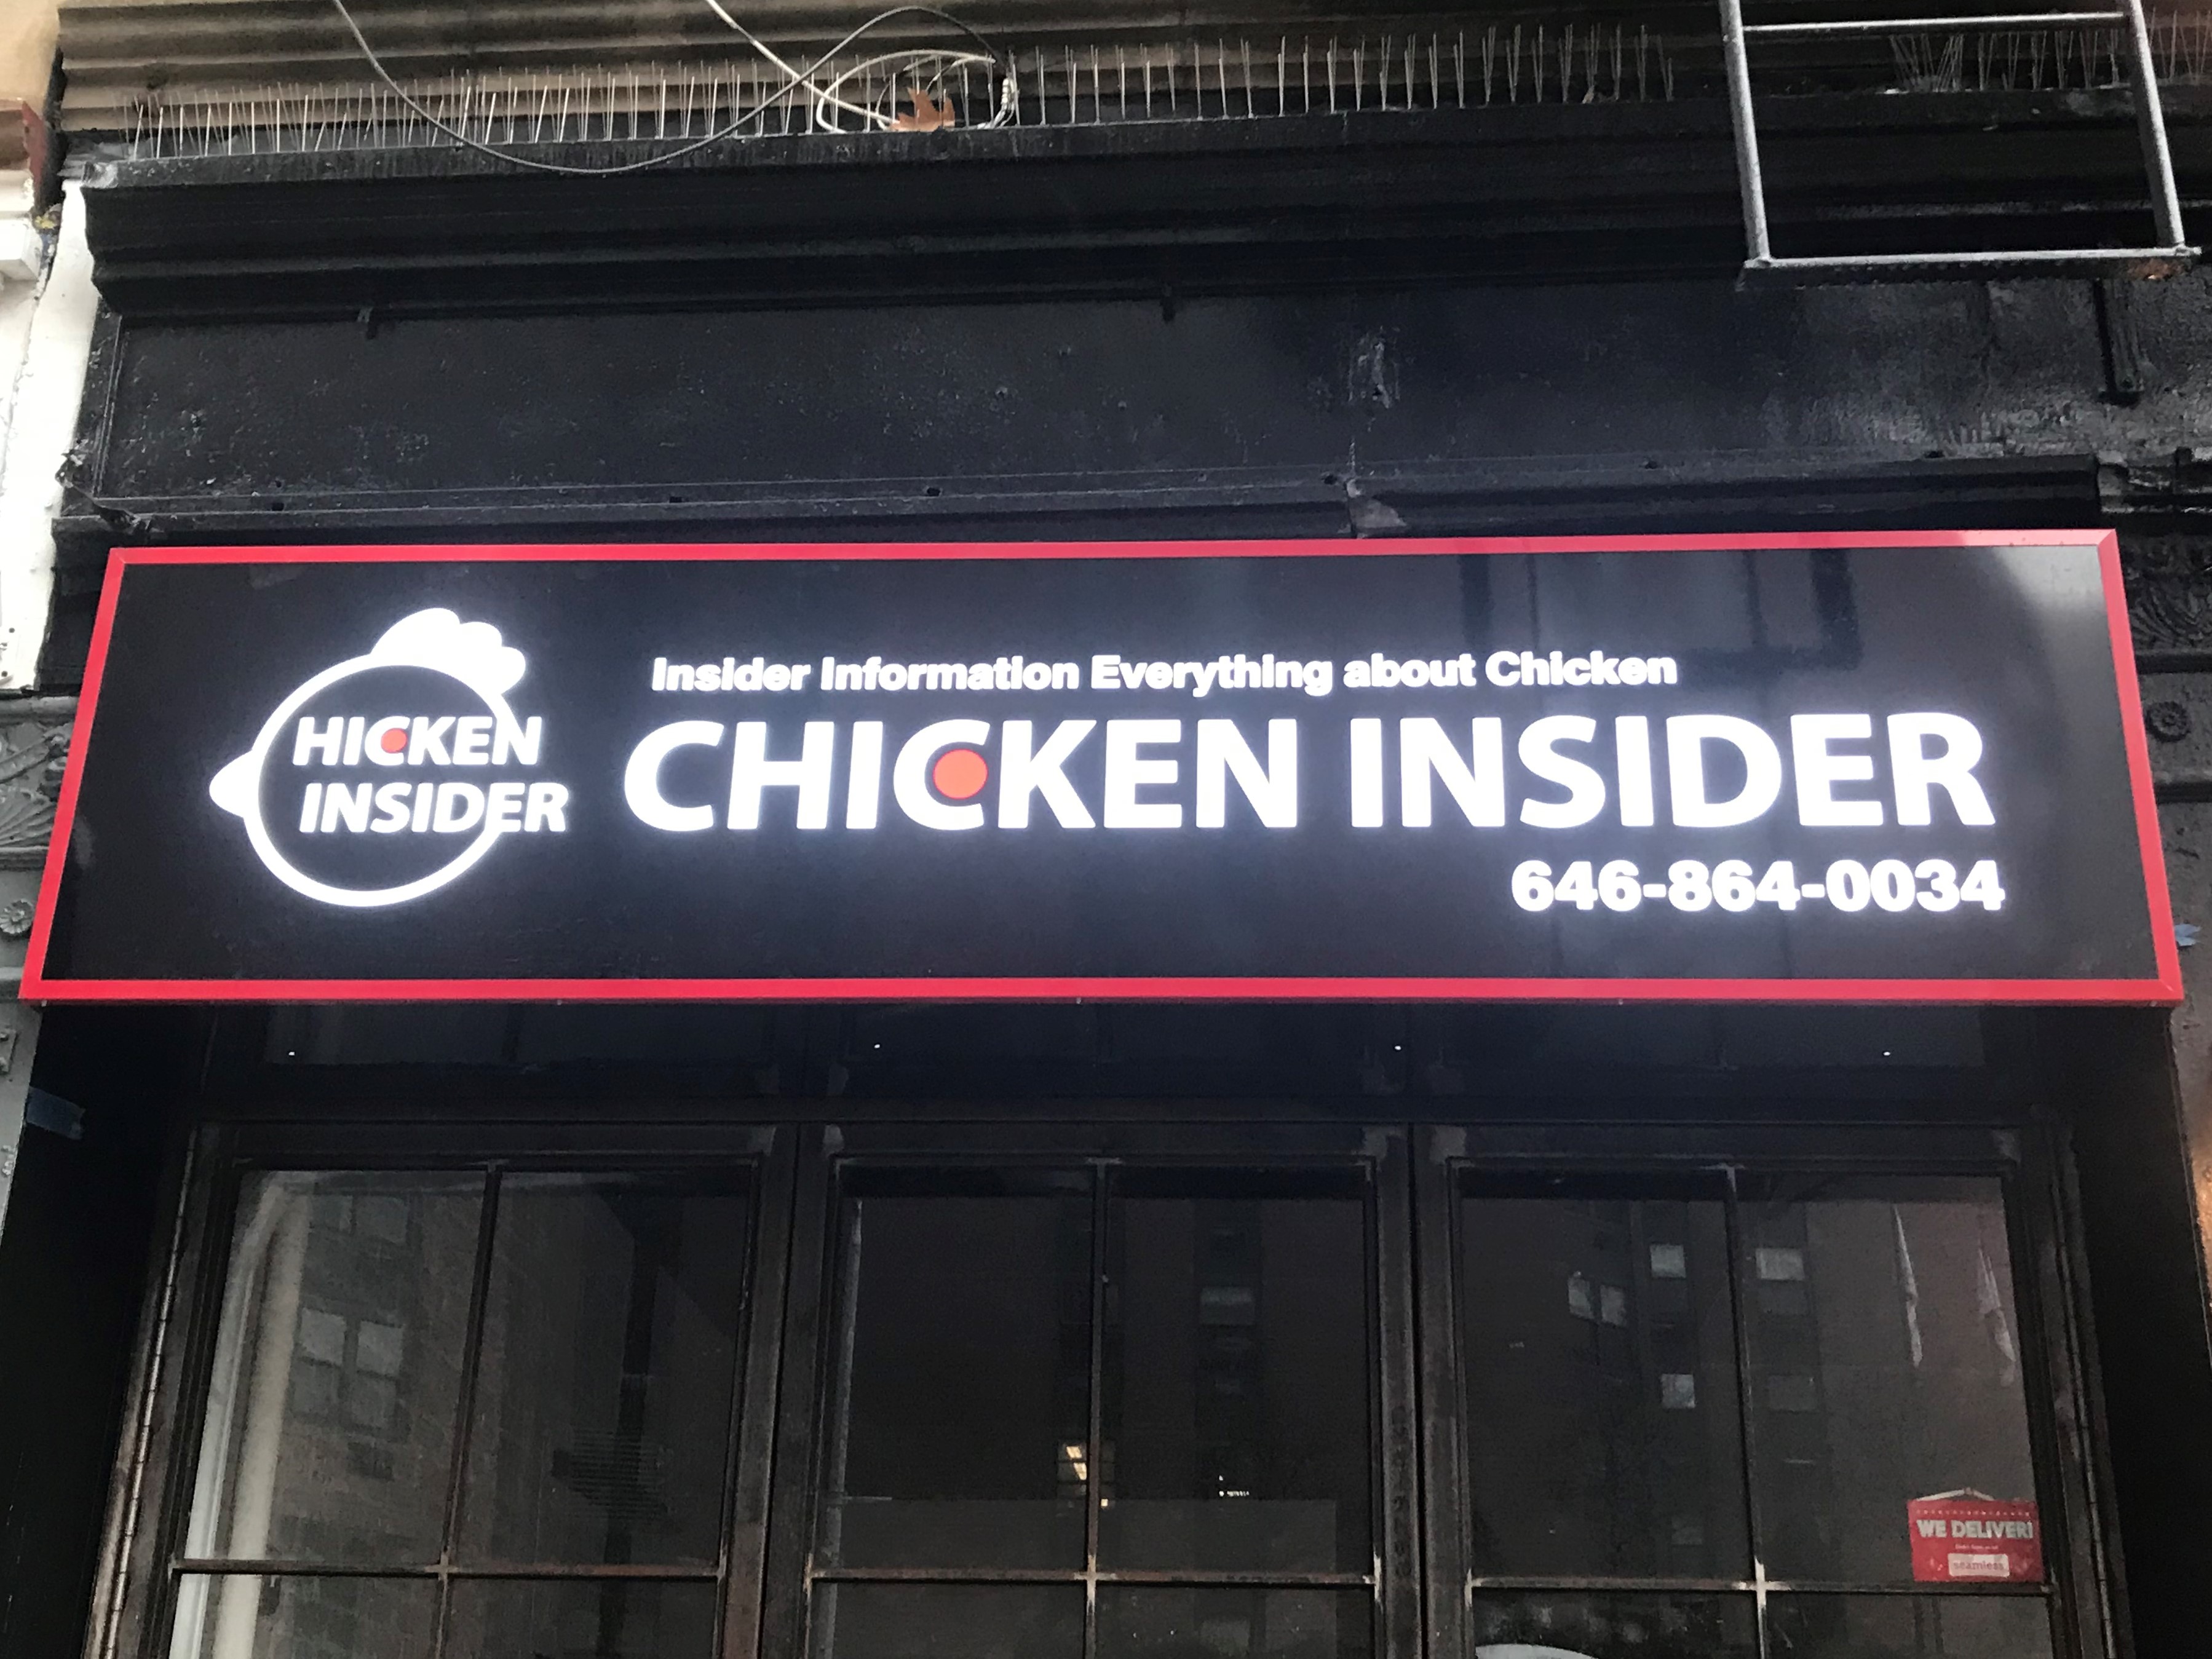 Insider Information Everything about Chicken
HICKEN
INSIDER
CHICKEN INSIDER
646-864-0034
WE DELIVER!
seamless